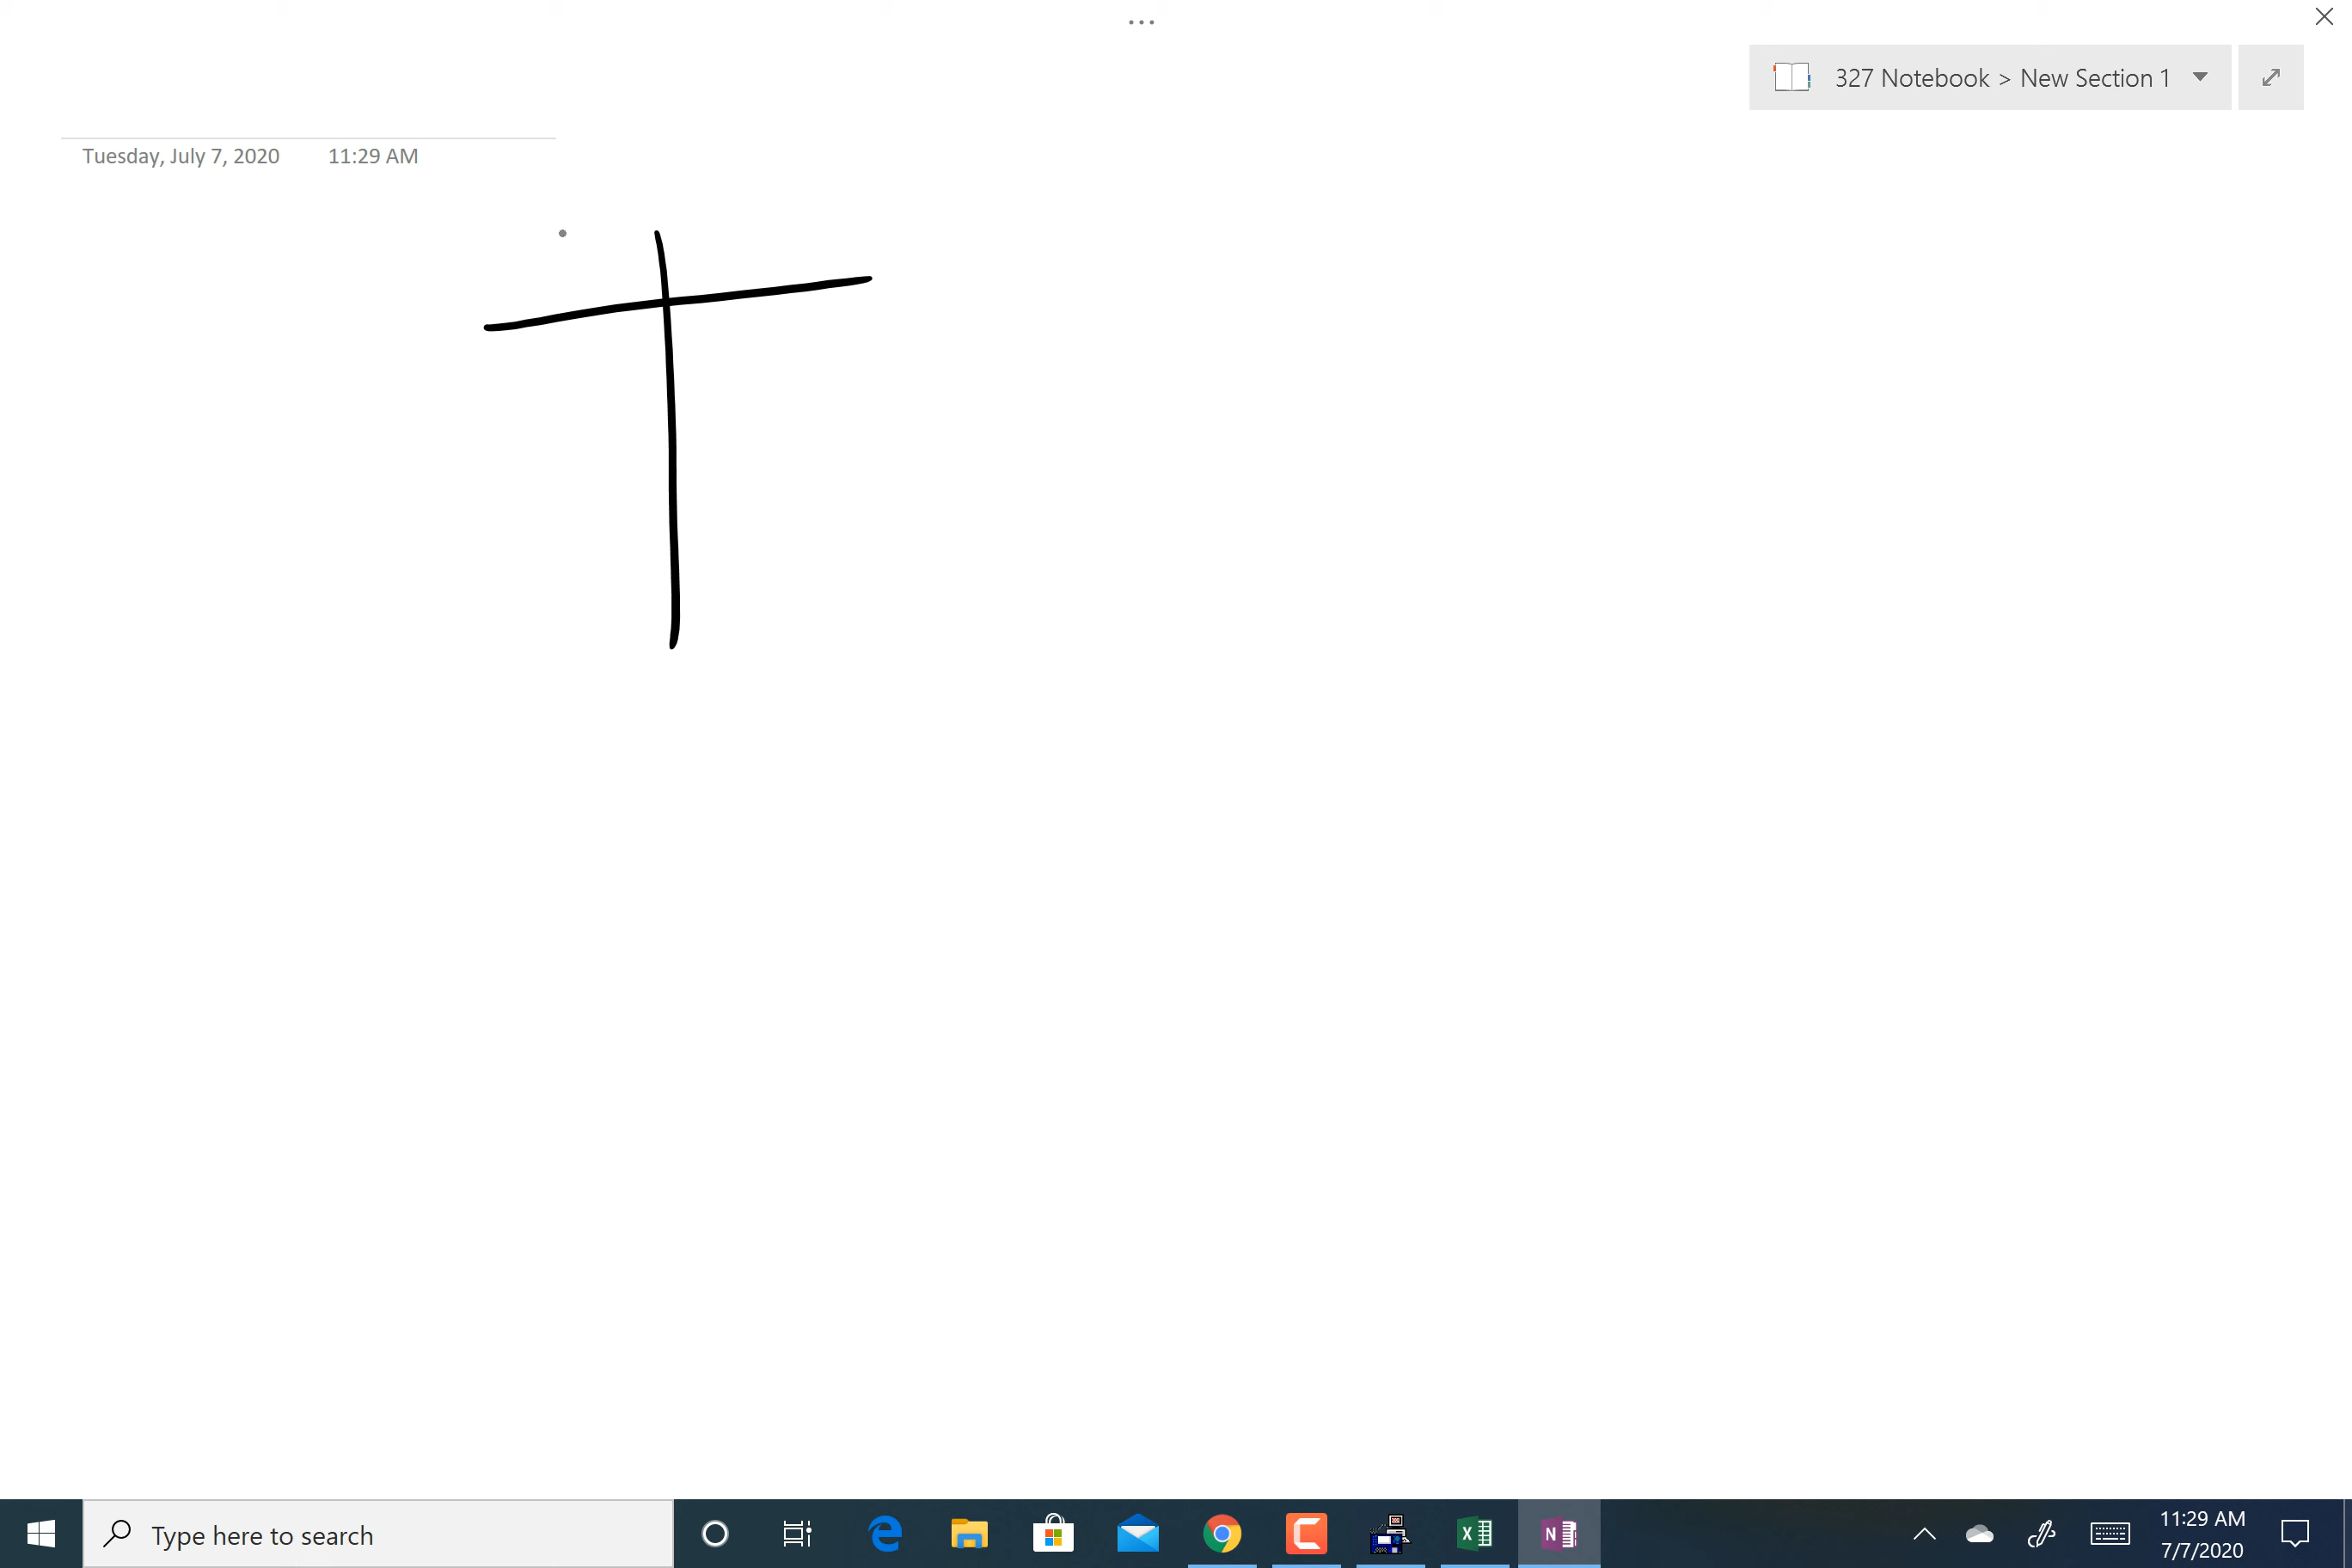 327 Notebook > New Section 1
Tuesday, July 7, 2020 11:29 AM
Type here to search
11:29 AM
7/7/2020